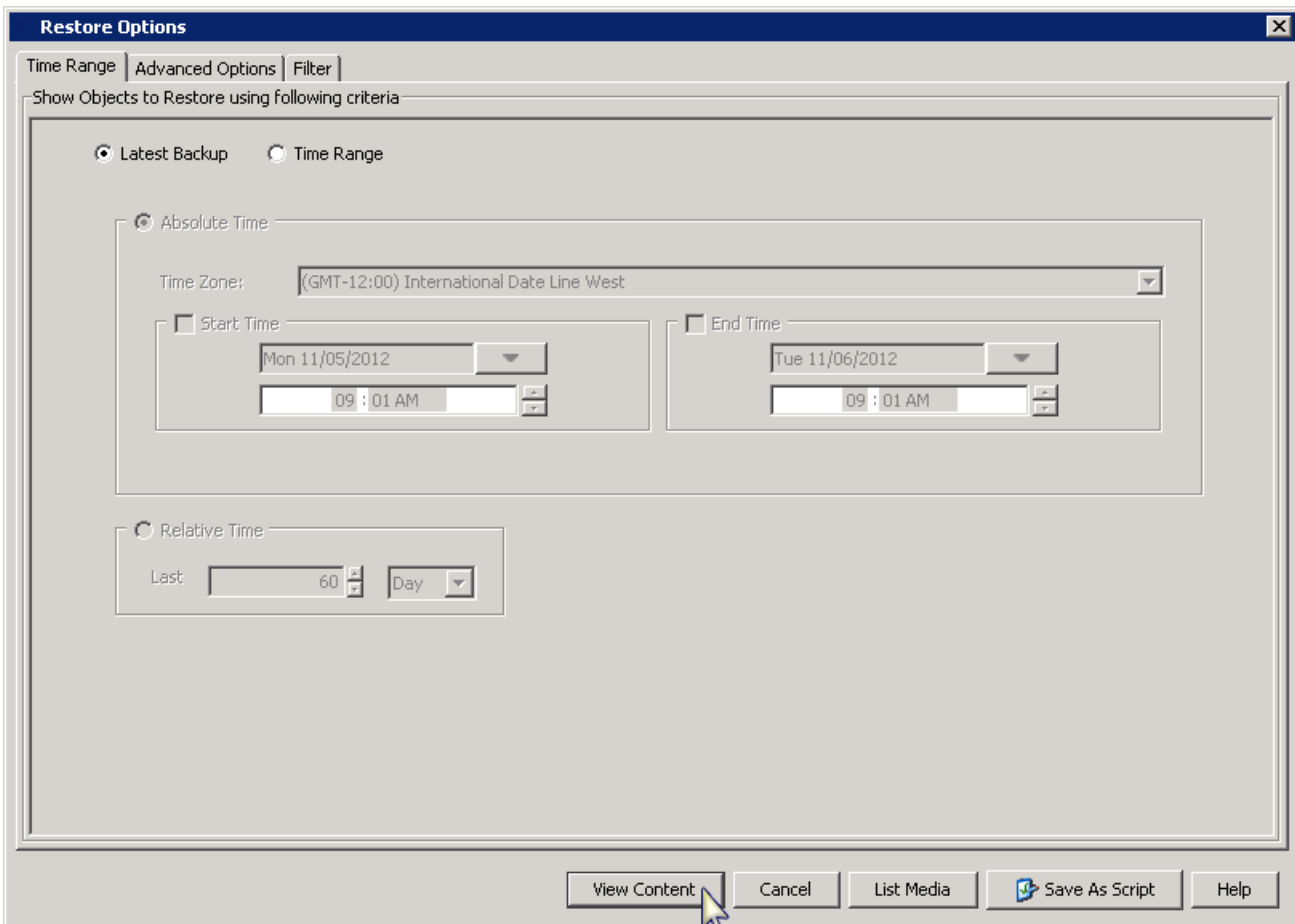 Restore Options
Time Range Advanced Options Filter
Show Objects to Restore using following criteria
Latest Backup Time Range
Absolute Time
Time Zone: (GMT-12:00) International Date Line West
Start Time End Time
Mon 11/05/2012 Tue 11/06/2012
09 : 01 AM 09 : 01 AM
Relative Time
Last 60 Day
View Content Cancel List Media Save As Script Help